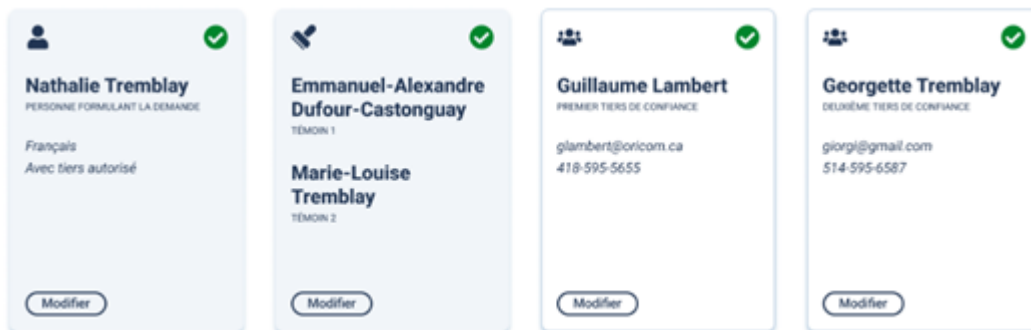 Nathalie Tremblay
PERSONNE FORMULANT LA DEMANDE
Français
Avec tiers autorisé
Modifier
Emmanuel-Alexandre
Dufour-Castonguay
TÉMOIN 1
Marie-Louise
Tremblay
TÉMOIN 2
Modifier
Guillaume Lambert
PREMIER TIERS DE CONFIANCE
glambert@oricom.ca
418-595-5655
Modifier
Georgette Tremblay
DEUXIÈME TIERS DE CONFIANCE
giorgi@gmail.com
514-595-6587
Modifier